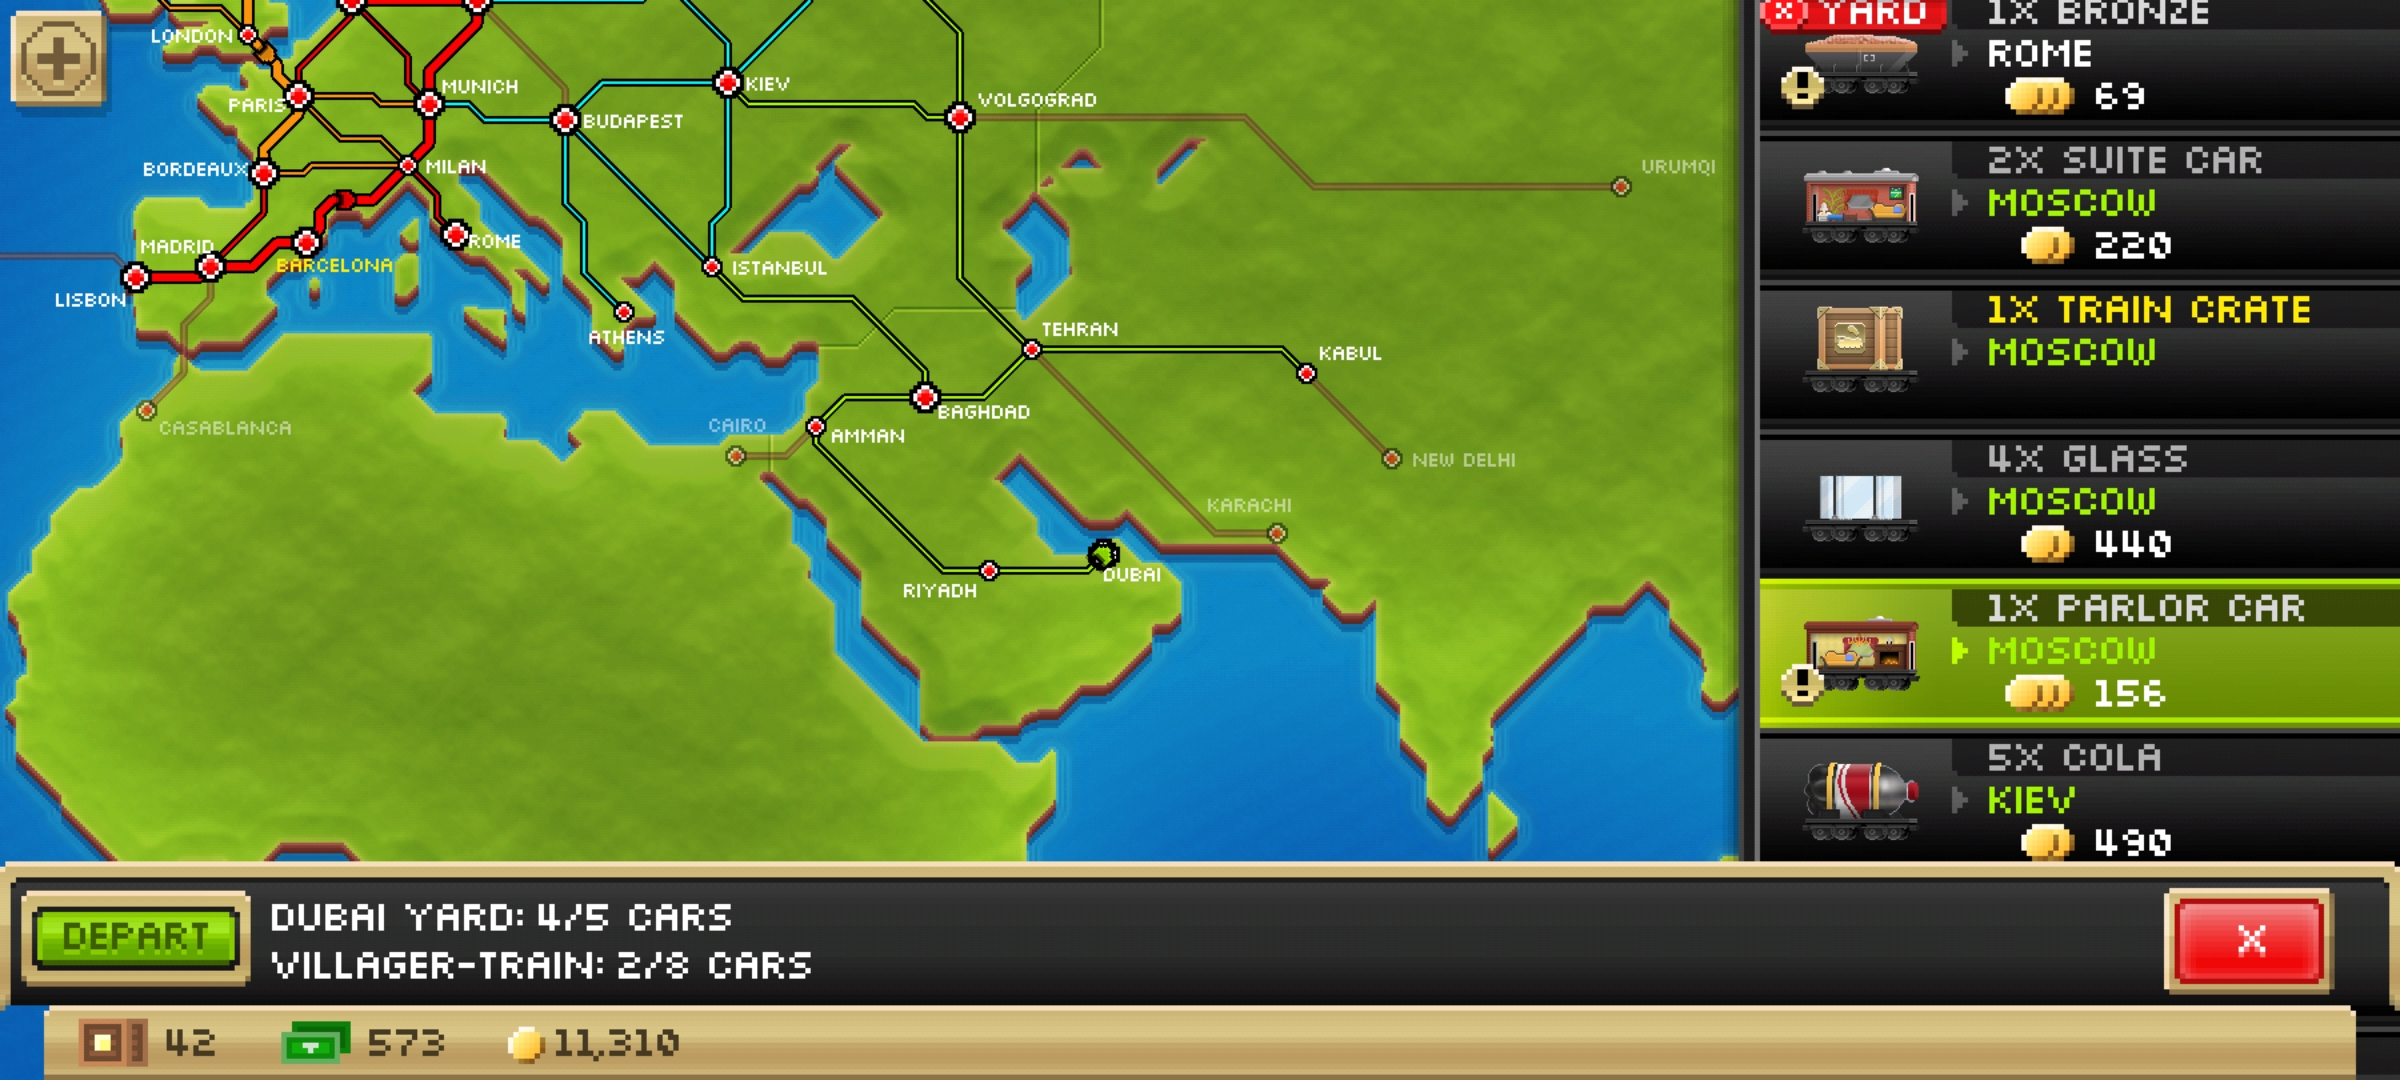 LONDON
PARIS
MUNICH
KIEV
VOLGOGRAD
BUDAPEST
BORDEAUX
MILAN
URUMQI
MADRID
ROME
BARCELONA
ISTANBUL
LISBON
ATHENS
TEHRAN
KABUL
CASABLANCA
CAIRO
AMMAN
BAGHDAD
NEW DELHI
KARACHI
RIYADH
DUBAI
X YARD
1X BRONZE
ROME
69
2X SUITE CAR
MOSCOW
220
1X TRAIN CRATE
MOSCOW
4X GLASS
MOSCOW
440
1X PARLOR CAR
MOSCOW
156
5X COLA
KIEV
490
DEPART
DUBAI YARD: 4/5 CARS
VILLAGER-TRAIN: 2/8 CARS
X
42
573
11,310